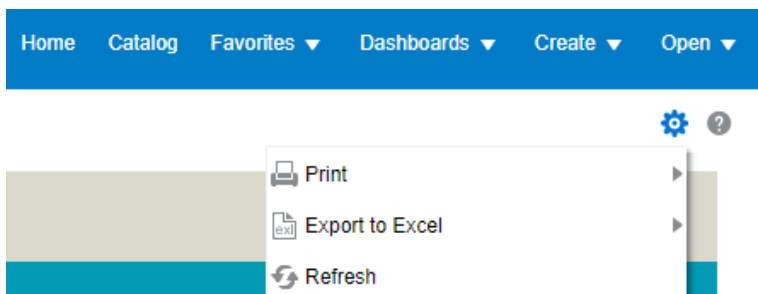 Home Catalog Favorites Dashboards Create Open
?
Print
exl Export to Excel
Refresh